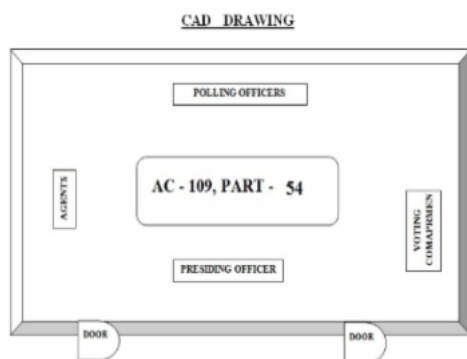 CAD DRAWING
POLLING OFFICERS
AGENTS
AC - 109, PART - 54
VOTING
COMAPRMEN
PRESIDING OFFICER
DOOR
DOOR